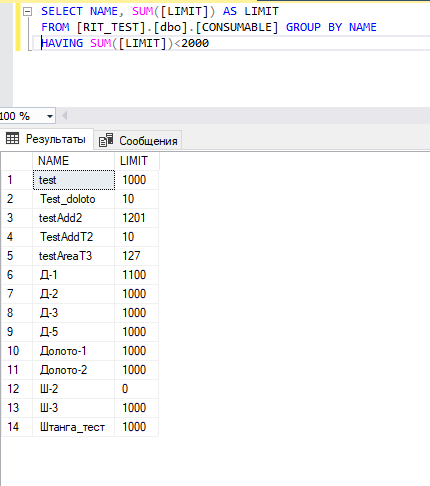 SELECT NAME, SUM([LIMIT]) AS LIMIT
FROM [RIT_TEST].[dbo].[CONSUMABLE] GROUP BY NAME
HAVING SUM([LIMIT])<2000
100 %
Результаты Сообщения
NAME LIMIT
1 test 1000
2 Test_doloto 10
3 testAdd2 1201
4 TestAddT2 10
5 testAreaT3 127
6 Д-1 1100
7 Д-2 1000
8 Д-3 1000
9 Д-5 1000
10 Долото-1 1000
11 Долото-2 1000
12 Ш-2 0
13 Ш-3 1000
14 Штанга_тест 1000